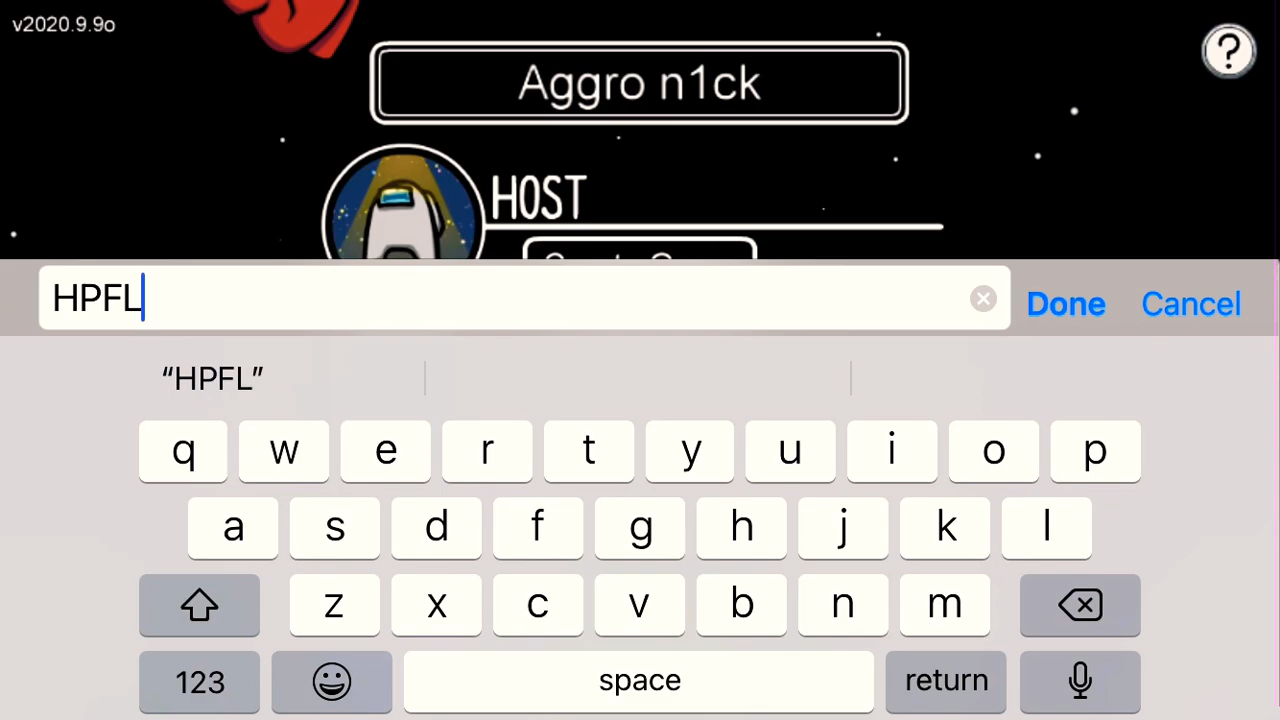 v2020.9.9o
?
Aggro n1ck
HOST
HPFL
Done
Cancel
“HPFL”
q w e r t y u i o p
a s d f g h j k l
z x c v b n m
123
space
return